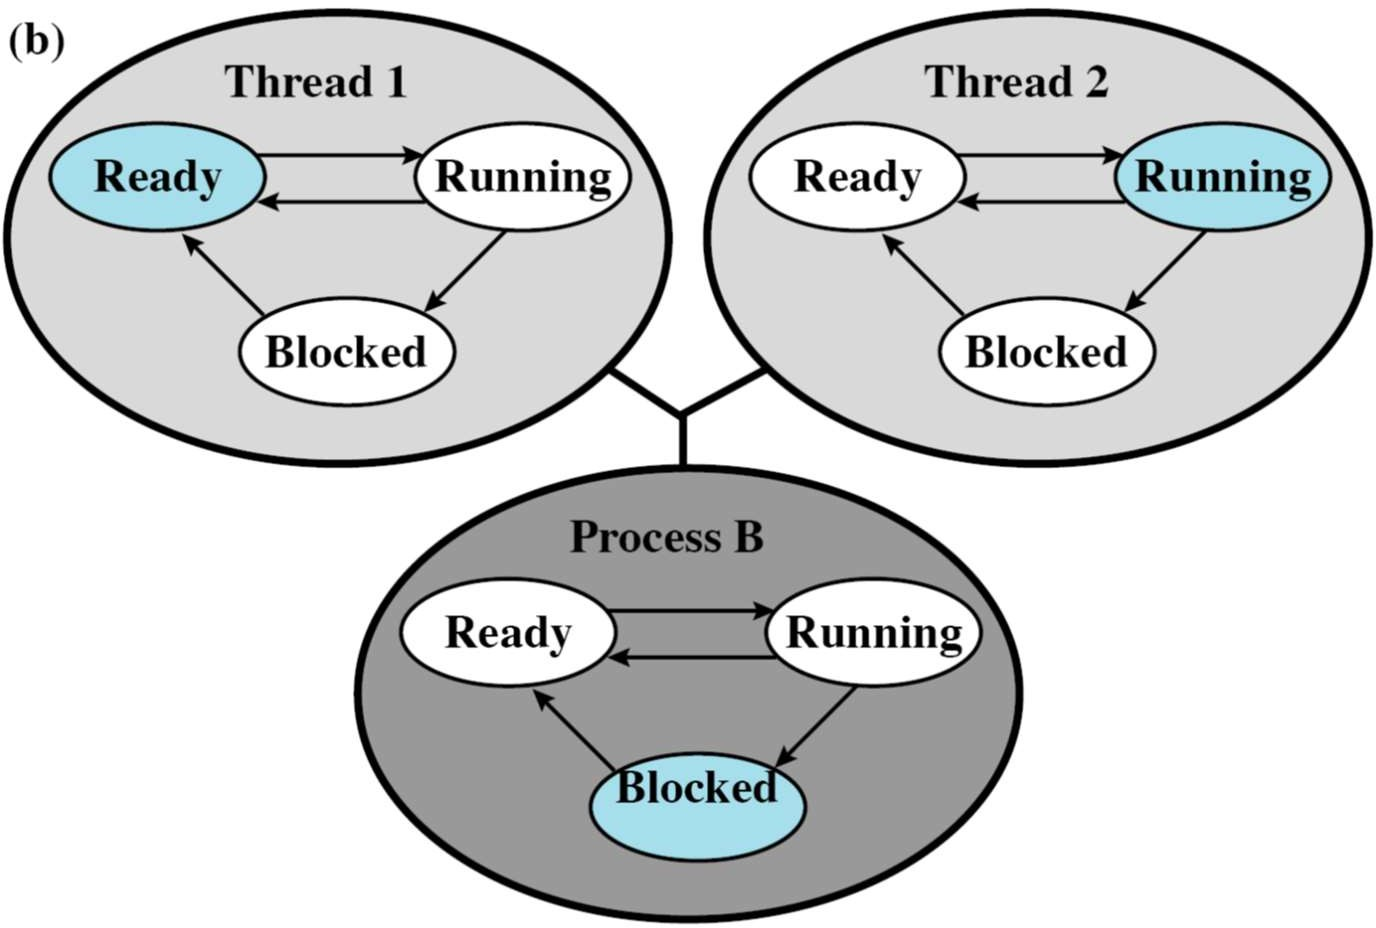 (b)
Thread 1
Ready
Running
Blocked
Thread 2
Ready
Running
Blocked
Process B
Ready
Running
Blocked